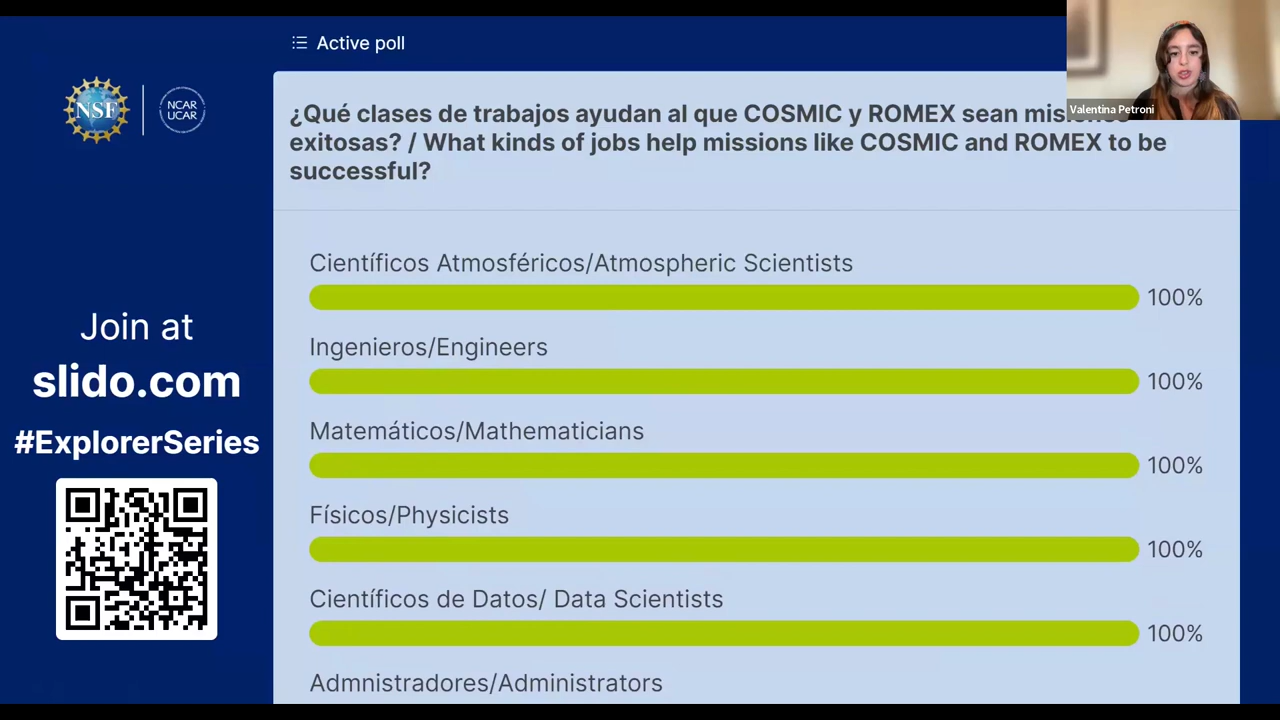 Active poll
Valentina Petroni
NSF
NCAR
UCAR
¿Qué clases de trabajos ayudan al que COSMIC y ROMEX sean
exitosas? / What kinds of jobs help missions like COSMIC and ROMEX to be
successful?
Científicos Atmosféricos/Atmospheric Scientists
100%
Ingenieros/Engineers
100%
Join at
slido.com
#ExplorerSeries
Matemáticos/Mathematicians
100%
Físicos/Physicists
100%
Científicos de Datos/ Data Scientists
100%
Admnistradores/Administrators